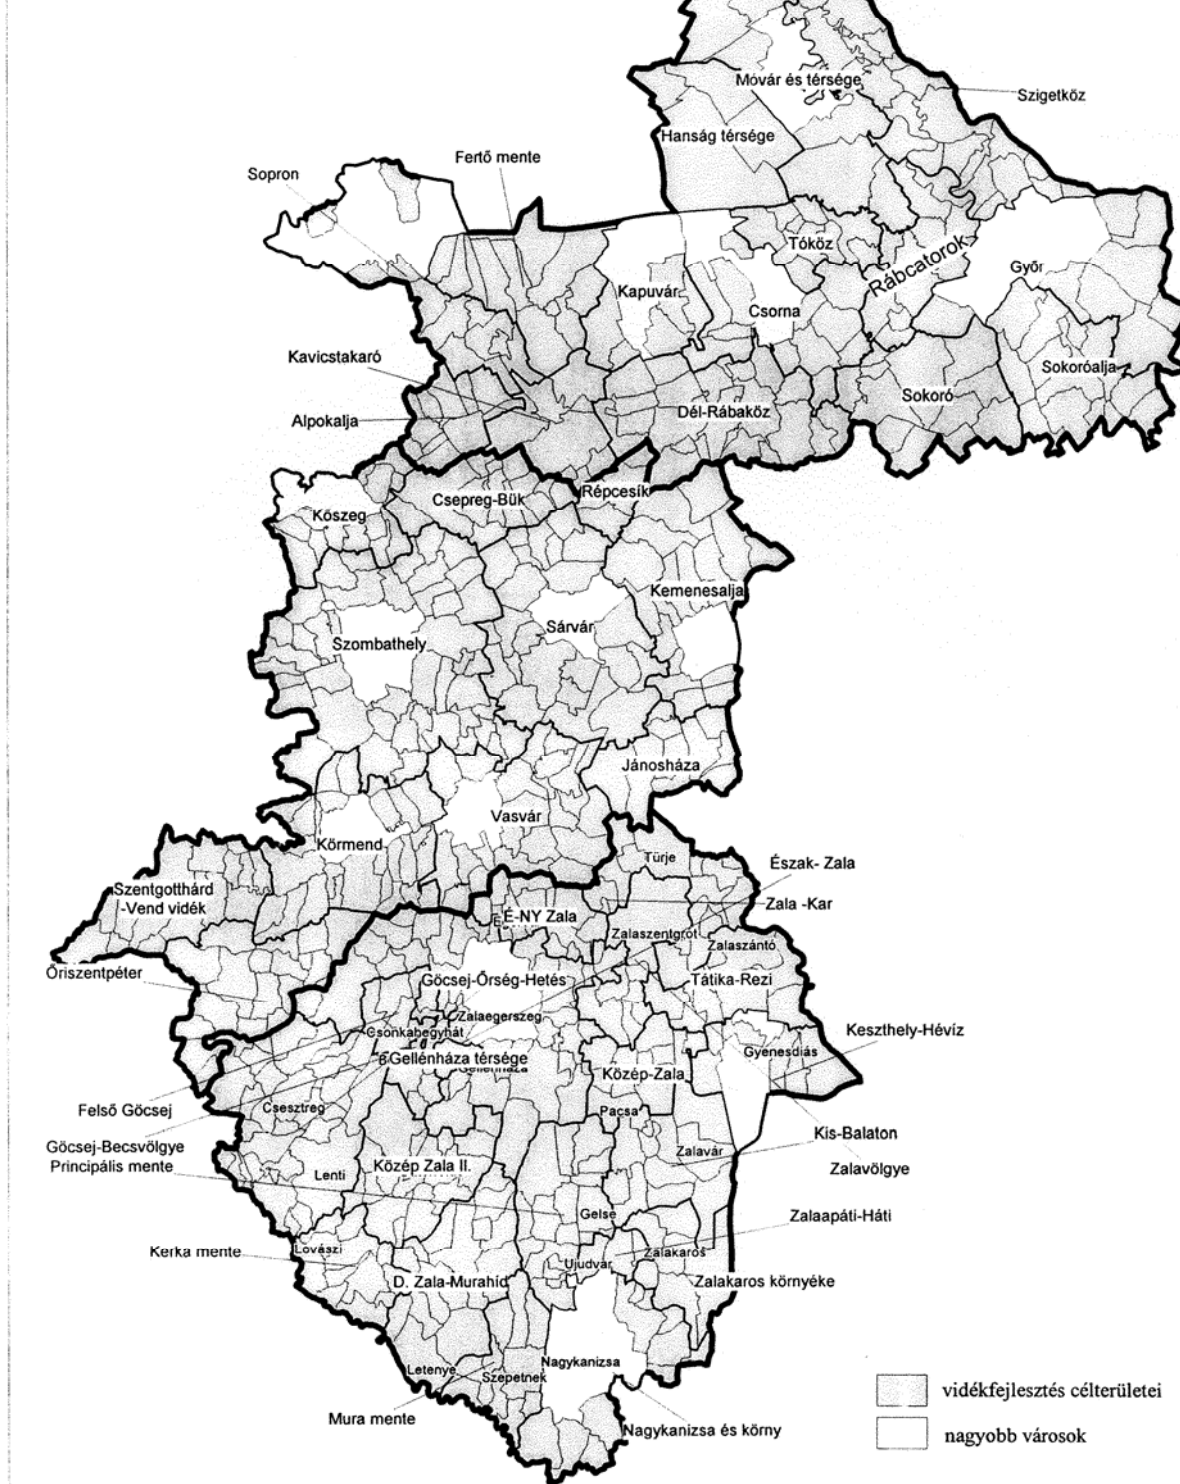 Móvár és térsége
Szigetköz
Hanság térsége
Fertő mente
Sopron
Tóköz
Rábcatorok
Győr
Kapuvár
Csorna
Kavicstakaró
Sokoróalja
Sokoró
Dél-Rábaköz
Alpokalja
Csepreg-Bük
Répcesík
Kőszeg
Kemenesalja
Sárvár
Szombathely
Jánosháza
Vasvár
Körmend
Türje
Észak- Zala
Szentgotthárd
-Vend vidék
Zala -Kar
É-NY Zala
Zalaszentgrót
Zalaszántó
Őriszentpéter
Göcsej-Őrség-Hetés
Tátika-Rezi
Zalaegerszeg
Csonkahegyhát
Keszthely-Hévíz
Gyenesdiás
Gellénháza térsége
Gellénháza
Közép-Zala
Felső Göcsej
Csesztreg
Pacsa
Göcsej-Becsvölgye
Kis-Balaton
Principális mente
Zalavár
Közép Zala II.
Zalavölgye
Lenti
Gelse
Zalaapáti-Háti
Kerka mente
Lovászi
Zalakaros
Ujudvár
D. Zala-Murahíd
Zalakaros környéke
Nagykanizsa
Letenye
Szepetnek
vidékfejlesztés célterületei
Mura mente
Nagykanizsa és körny
nagyobb városok